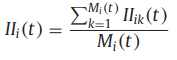 II_i(t) = \frac{\sum_{k=1}^{M_i(t)} II_{ik}(t)}{M_i(t)}